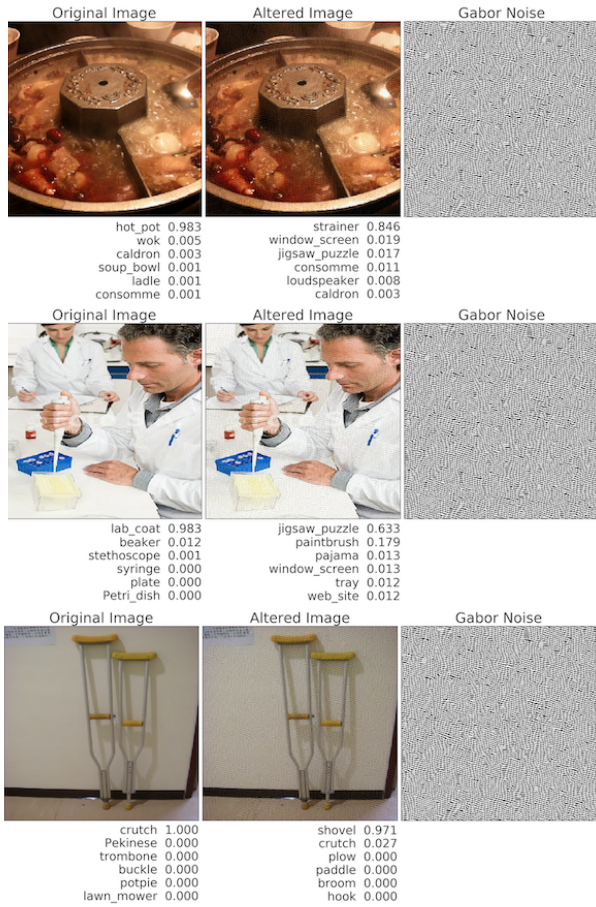 Original Image Altered Image Gabor Noise
hot_pot 0.983 strainer 0.846
wok 0.005 window_screen 0.019
caldron 0.003 jigsaw_puzzle 0.017
soup_bowl 0.001 consomme 0.011
ladle 0.001 loudspeaker 0.008
consomme 0.001 caldron 0.003
Original Image Altered Image Gabor Noise
lab_coat 0.983 jigsaw_puzzle 0.633
beaker 0.012 paintbrush 0.179
stethoscope 0.001 pajama 0.013
syringe 0.000 window_screen 0.013
plate 0.000 tray 0.012
Petri_dish 0.000 web_site 0.012
Original Image Altered Image Gabor Noise
crutch 1.000 shovel 0.971
Pekinese 0.000 crutch 0.027
trombone 0.000 plow 0.000
buckle 0.000 paddle 0.000
potpie 0.000 broom 0.000
lawn_mower 0.000 hook 0.000